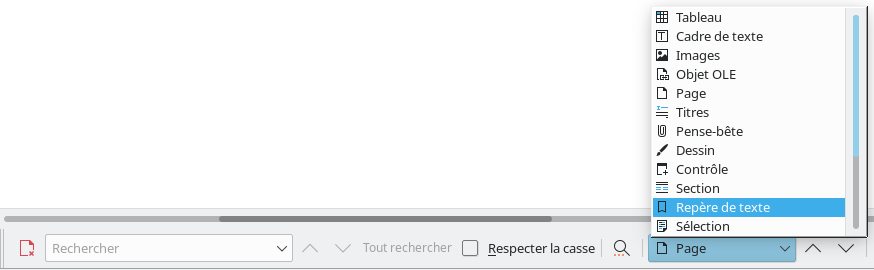 Tableau
Cadre de texte
Images
Objet OLE
Page
Titres
Pense-bête
Dessin
Contrôle
Section
Repère de texte
Sélection
Rechercher
Tout rechercher
Respecter la casse
Page